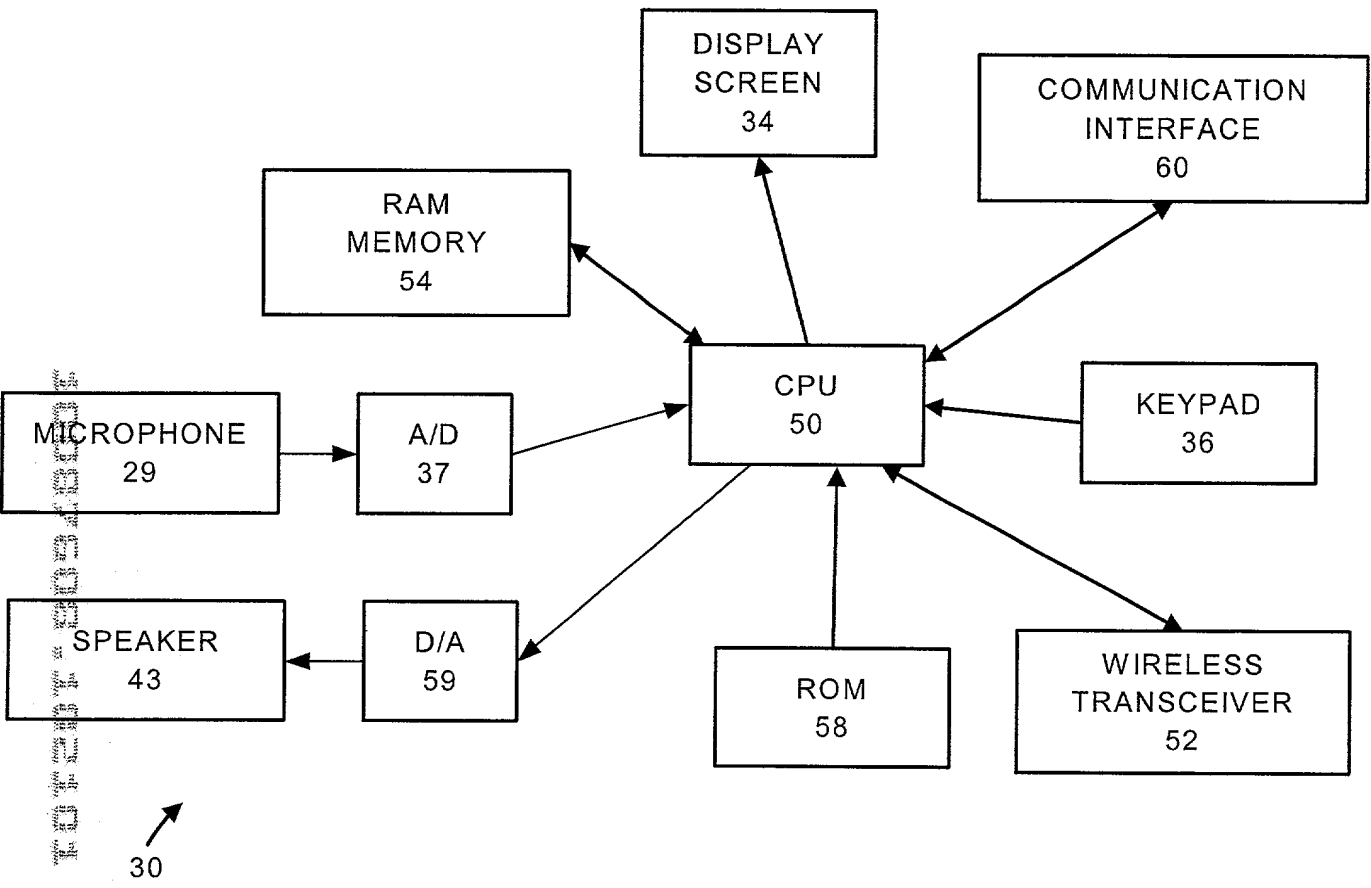 DISPLAY
SCREEN
34
COMMUNICATION
INTERFACE
60
RAM
MEMORY
54
CPU
50
KEYPAD
36
MICROPHONE
29
A/D
37
SPEAKER
43
D/A
59
ROM
58
WIRELESS
TRANSCEIVER
52
30